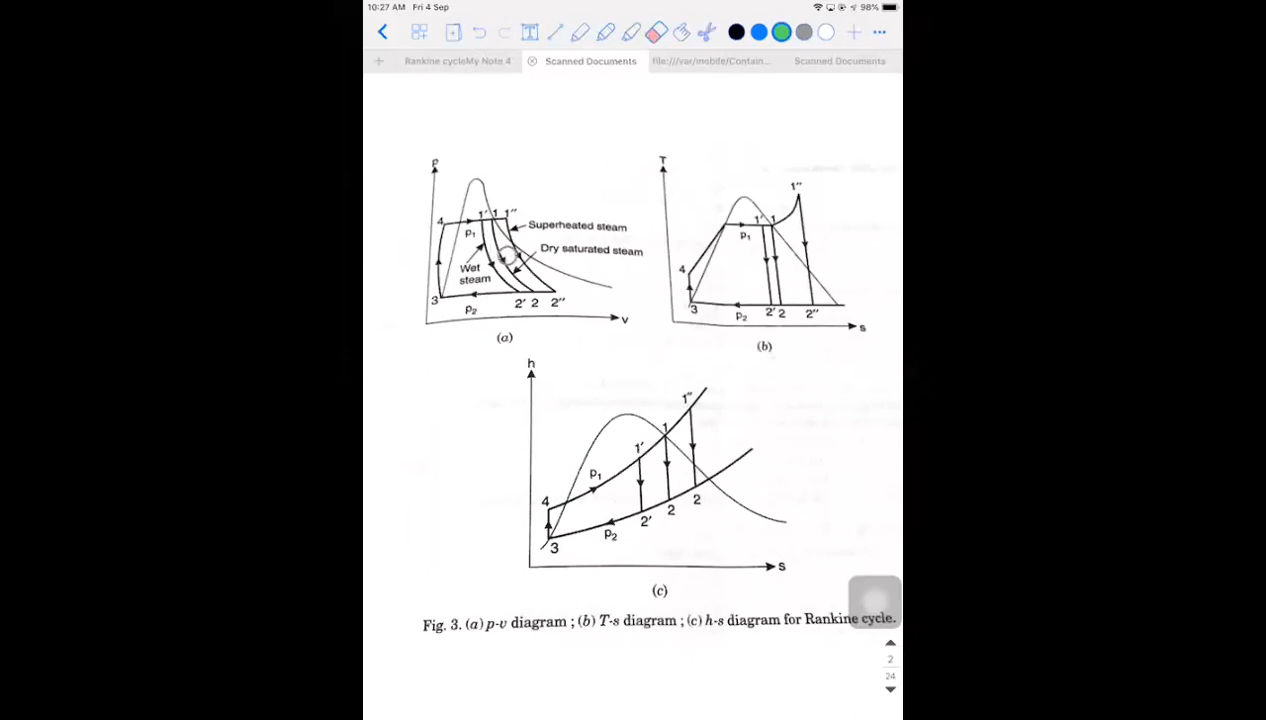 10:27 AM Fri 4 Sep
98%
Rankine cycleMy Note 4
Scanned Documents
file:///var/mobile/Contain...
Scanned Documents
p
4
1' 1 1"
p1
Superheated steam
Dry saturated steam
Wet
steam
3
p2
2' 2 2"
v
(a)
T
1"
1' 1
p1
4
3
p2
2' 2
2"
s
(b)
h
1"
1
1'
p1
4
2
2
2'
p2
3
s
(c)
Fig. 3. (a) p-v diagram ; (b) T-s diagram ; (c) h-s diagram for Rankine cycle.
2
24